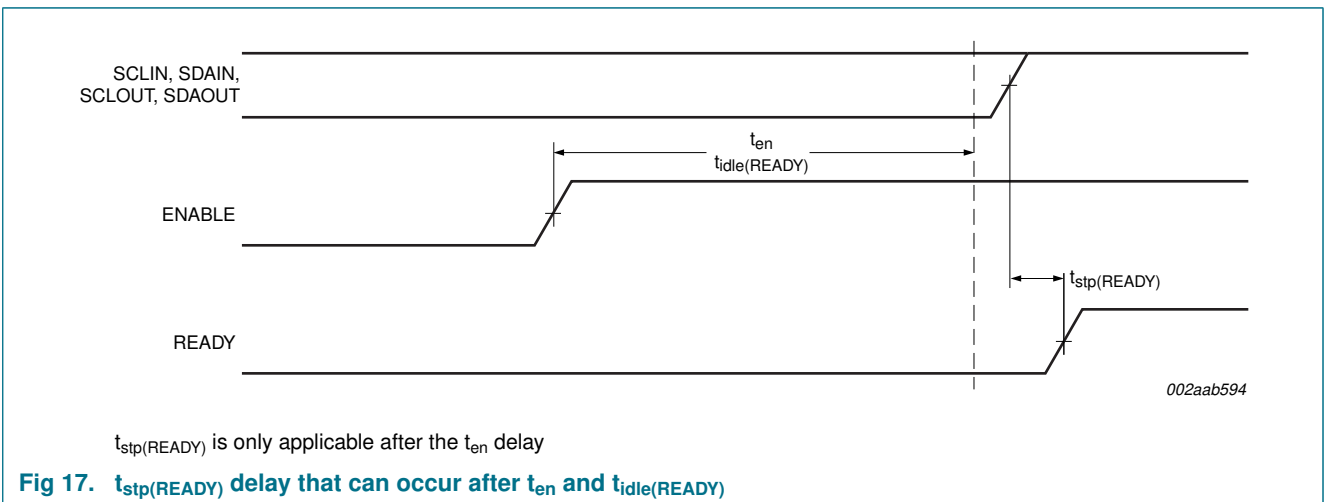 SCLIN, SDAIN,
SCLOUT, SDAOUT
ten
tidle(READY)
ENABLE
tstp(READY)
READY
002aab594
tstp(READY) is only applicable after the ten delay
Fig 17. tstp(READY) delay that can occur after ten and tidle(READY)